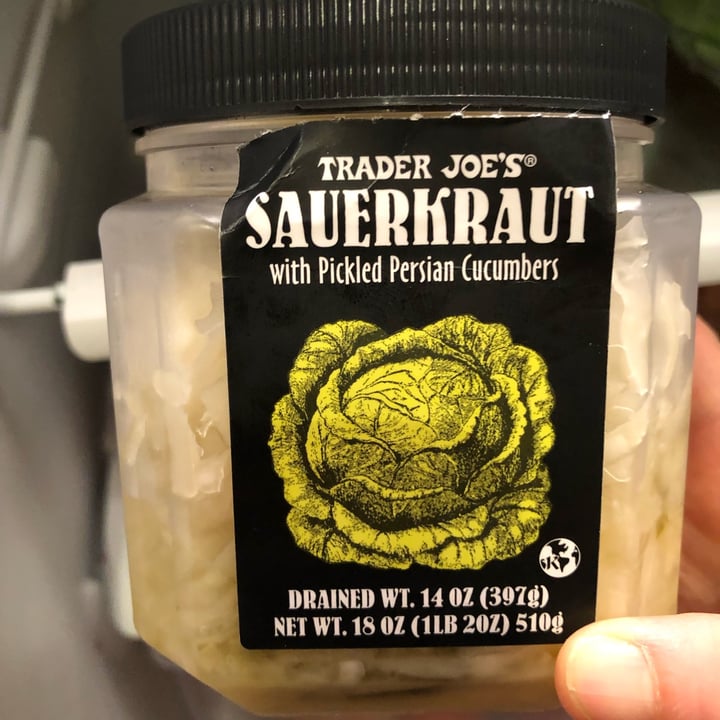 TRADER JOE'S®
SAUERKRAUT
with Pickled Persian Cucumbers
K
DRAINED WT. 14 OZ (397g)
NET WT. 18 OZ (1LB 2OZ) 510g